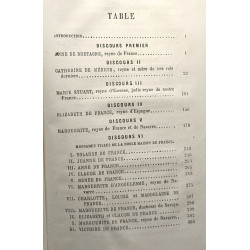 TABLE
INTRODUCTION
DISCOURS PREMIER
ANNE DE BRETAGNE, reyne de France
DISCOURS II
CATHERINE DE MÉDICIS, reyne et mère de nos rois
derniers
DISCOURS III
MARIE STUART, reyne d'Escosse, jadis reyne de nostre
France
DISCOURS IV
ELIZABETH DE FRANCE, reyne d'Espagne
DISCOURS V
MARGUERITE, reyne de France et de Navarre
DISCOURS VI
MESDAMES FILLES DE LA NOBLE MAISON DE FRANCE
I. YOLANDE DE FRANCE
II. JEANNE DE FRANCE
III. ANNE DE FRANCE
IV. CLAUDE DE FRANCE
V. RENÉE DE FRANCE
VI. MARGUERITE D'ANGOULESME, reyne de Navarre
VII. CHARLOTTE, LOUISE et MAGDELAINE DE
FRANCE
VIII. MARGUERITE DE FRANCE, duchesse de Savoye
IX. ELIZABETH et CLAUDE DE FRANCE
X. MARGUERITE DE FRANCE
XI. VICTOIRE DE FRANCE